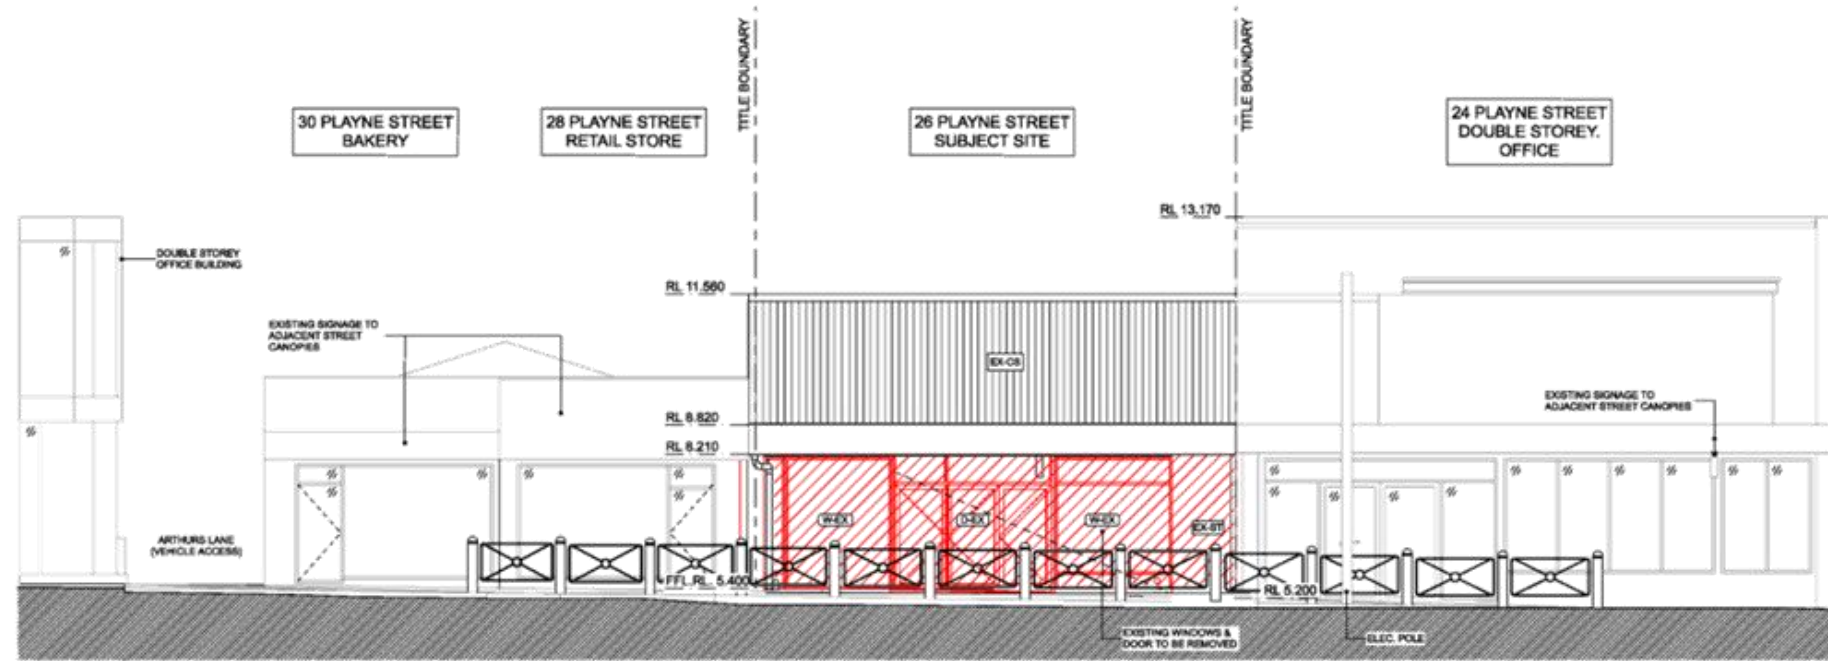 TITLE BOUNDARY
TITLE BOUNDARY
30 PLAYNE STREET
BAKERY
28 PLAYNE STREET
RETAIL STORE
26 PLAYNE STREET
SUBJECT SITE
24 PLAYNE STREET
DOUBLE STOREY.
OFFICE
RL 13.170
DOUBLE STOREY
OFFICE BUILDING
RL 11.560
EXISTING SIGNAGE TO
ADJACENT STREET
CANOPIES
EX-CS
EXISTING SIGNAGE TO
ADJACENT STREET CANOPIES
RL 8.820
RL 8.210
W-EX
D-EX
W-EX
EX-ST
ARTHURS LANE
(VEHICLE ACCESS)
FFL.RL. 5.400
RL 5.200
EXISTING WINDOWS &
DOOR TO BE REMOVED
ELEC. POLE